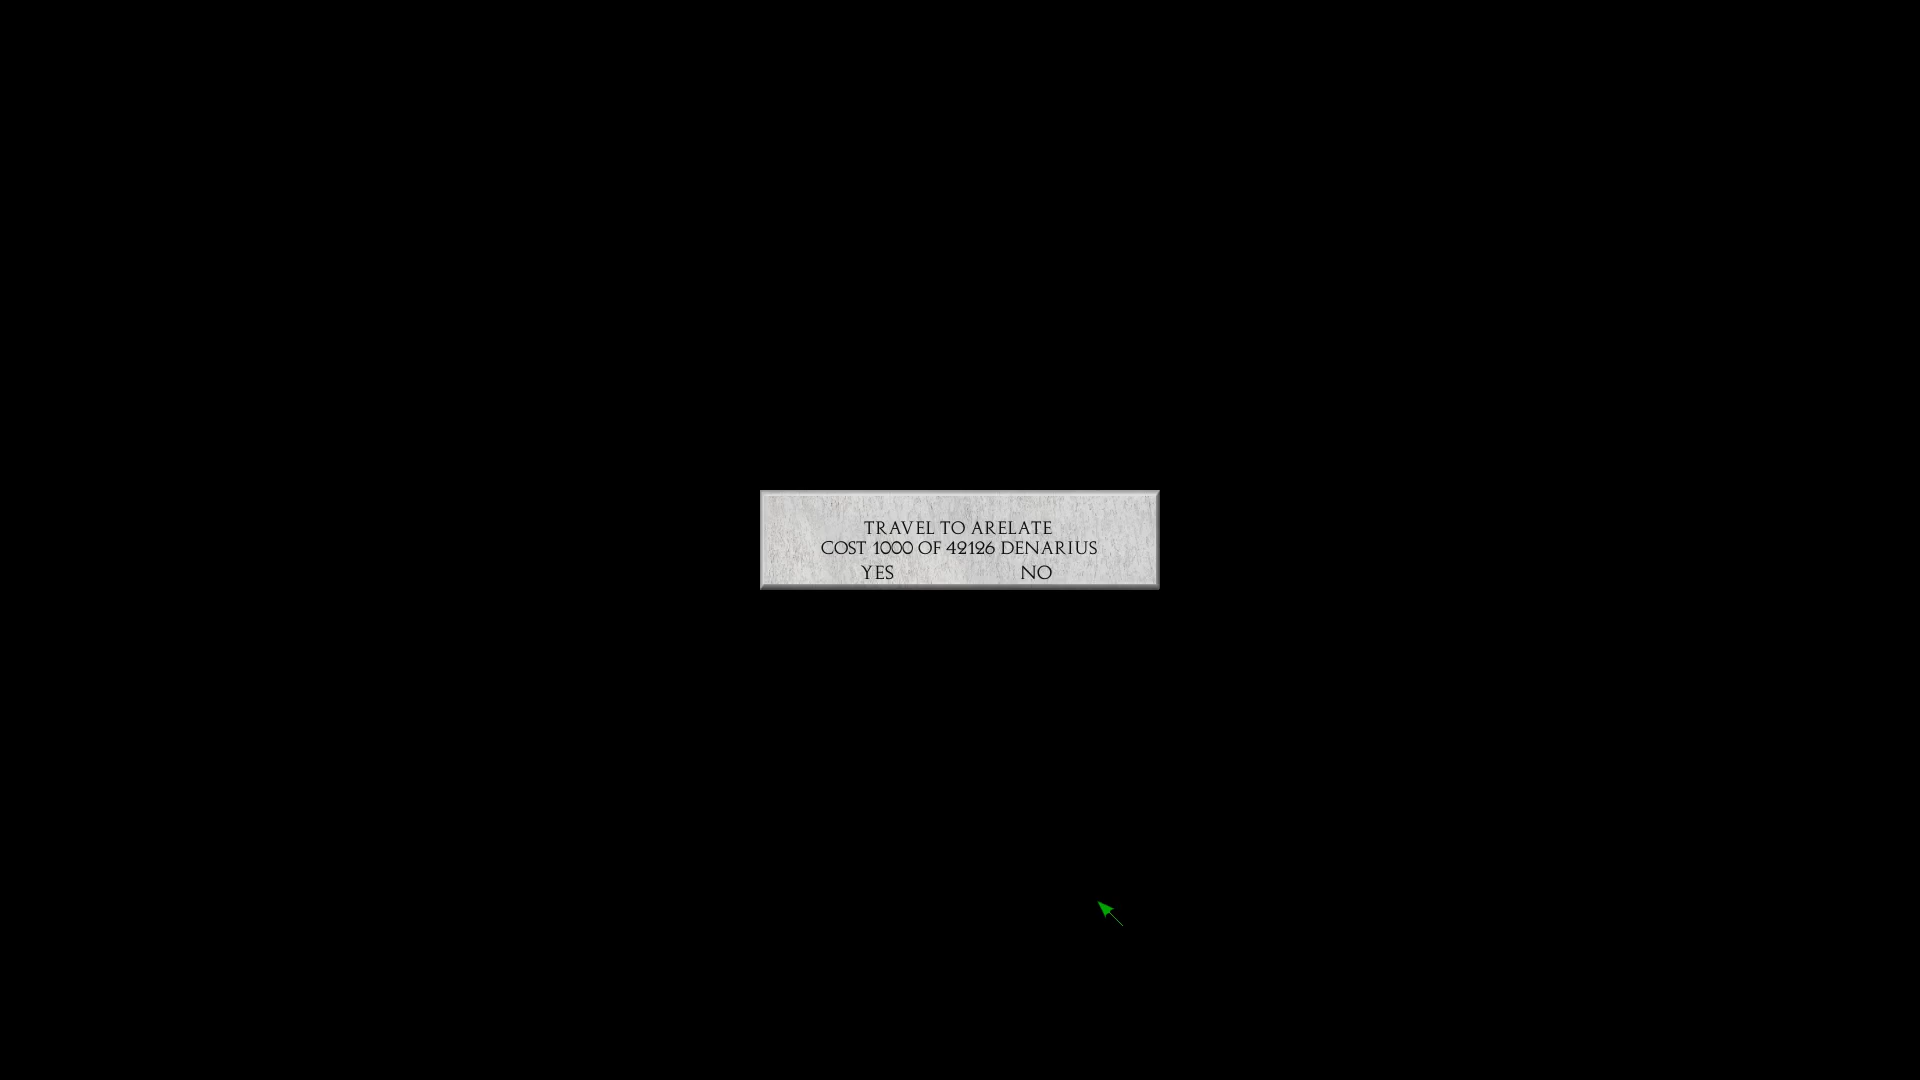 TRAVEL TO ARELATE
COST 1000 OF 42126 DENARIUS
YES NO